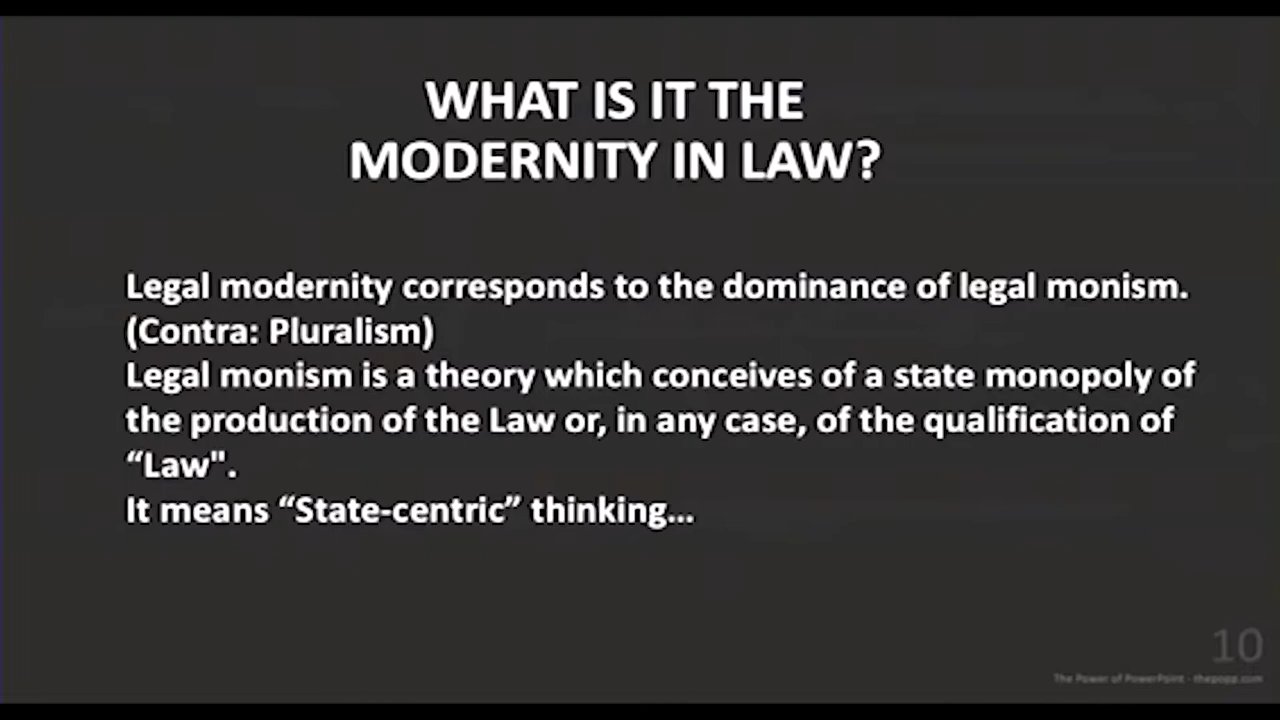 WHAT IS IT THE
MODERNITY IN LAW?
Legal modernity corresponds to the dominance of legal monism.
(Contra: Pluralism)
Legal monism is a theory which conceives of a state monopoly of
the production of the Law or, in any case, of the qualification of
“Law".
It means “State-centric” thinking...
10
The Power of PowerPoint - thepopp.com